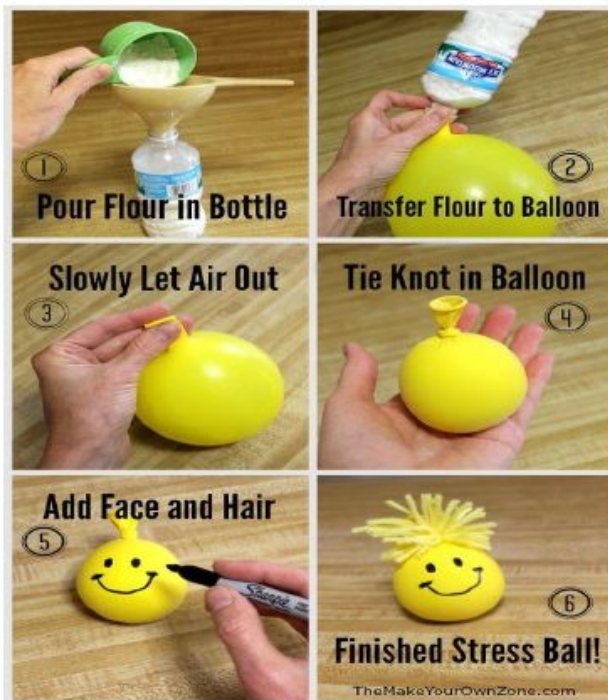 1
Pour Flour in Bottle
2
Transfer Flour to Balloon
Slowly Let Air Out
3
Tie Knot in Balloon
4
Add Face and Hair
5
Sharpie
6
Finished Stress Ball!
TheMakeYourOwnZone.com